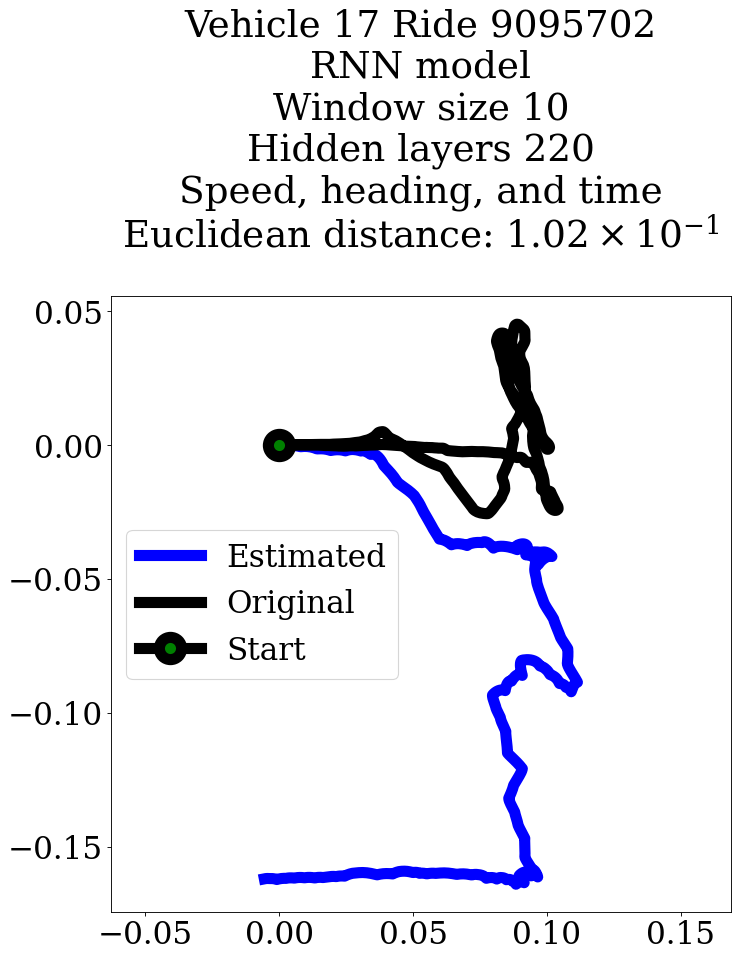 Vehicle 17 Ride 9095702
RNN model
Window size 10
Hidden layers 220
Speed, heading, and time
Euclidean distance: 1.02 × 10⁻¹
0.05
0.00
−0.05
−0.10
−0.15
Estimated
Original
Start
−0.05 0.00 0.05 0.10 0.15